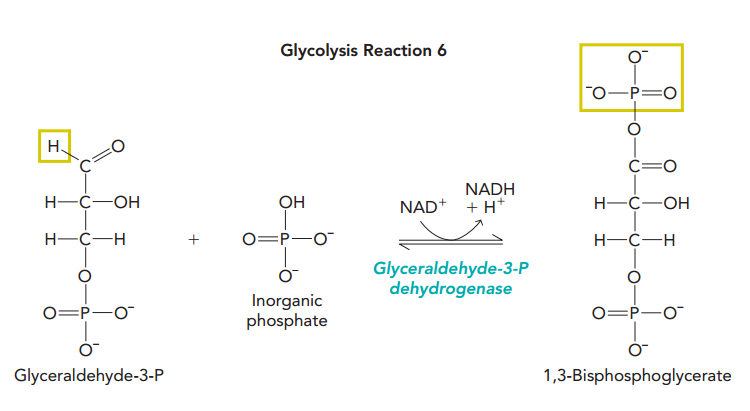 Glycolysis Reaction 6
H
O
C
H—C—OH
H—C—H
O
O=P—O⁻
O⁻
Glyceraldehyde-3-P
+
OH
O=P—O⁻
O⁻
Inorganic
phosphate
NAD⁺
NADH
+ H⁺
Glyceraldehyde-3-P
dehydrogenase
O⁻
⁻O—P=O
O
C=O
H—C—OH
H—C—H
O
O=P—O⁻
O⁻
1,3-Bisphosphoglycerate